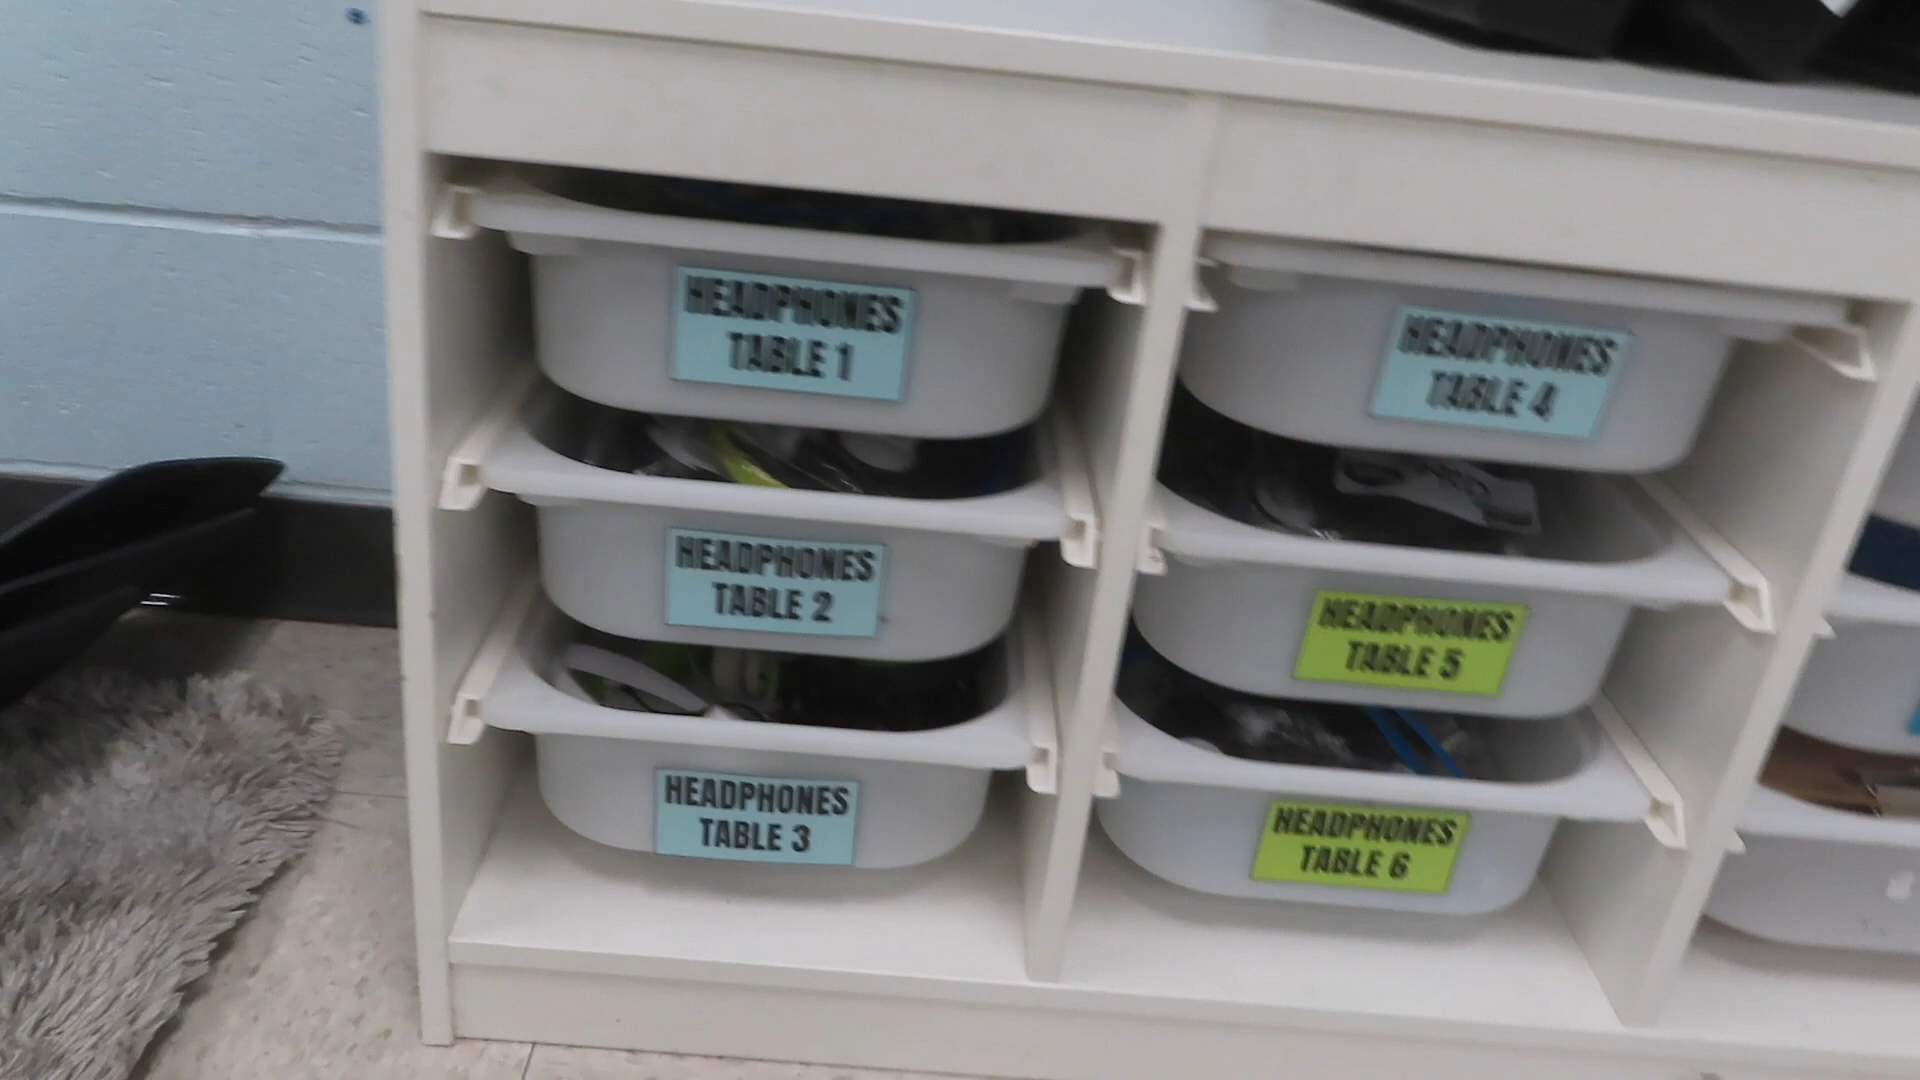 HEADPHONES
TABLE 1
HEADPHONES
TABLE 2
HEADPHONES
TABLE 3
HEADPHONES
TABLE 4
HEADPHONES
TABLE 5
HEADPHONES
TABLE 6